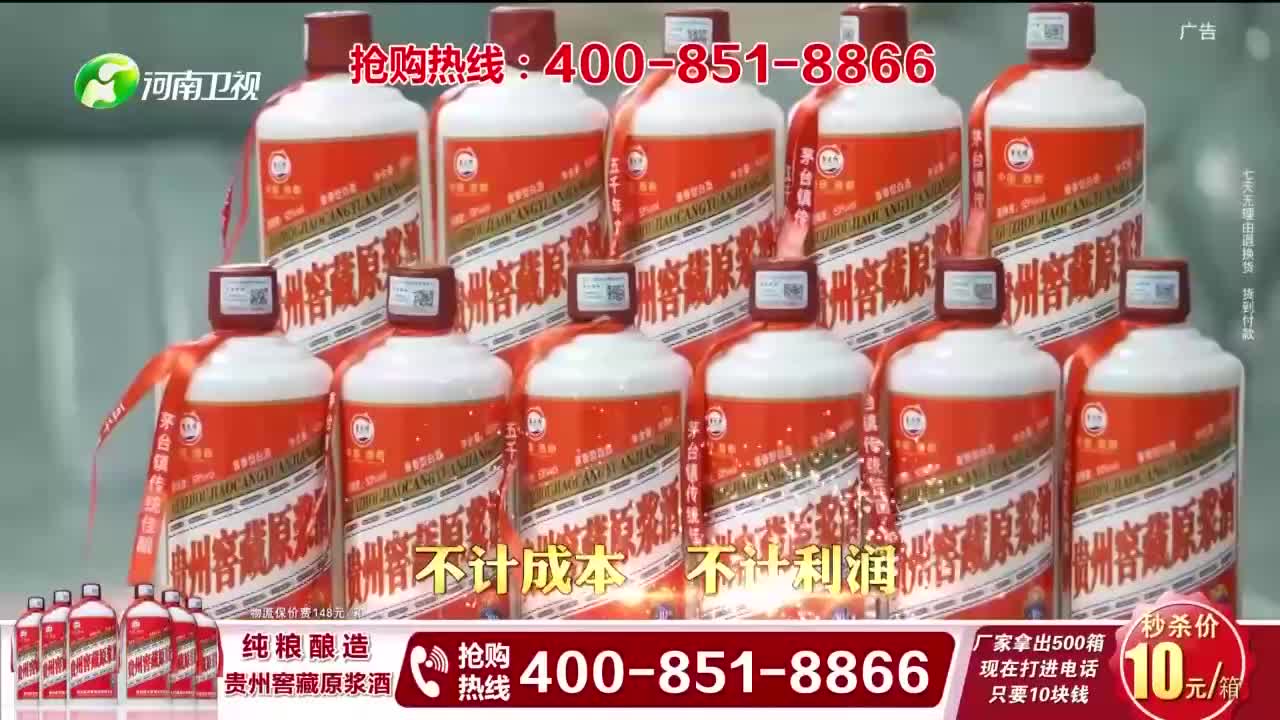 抢购热线：400-851-8866
广告
河南卫视
七天无理由退换货 货到付款
贵州窖藏原浆酒
茅台镇传统佳酿
不计成本 不计利润
物流保价费148元/箱
纯粮酿造
贵州窖藏原浆酒
抢购热线
400-851-8866
厂家拿出500箱
现在打进电话
只要10块钱
秒杀价
10元/箱